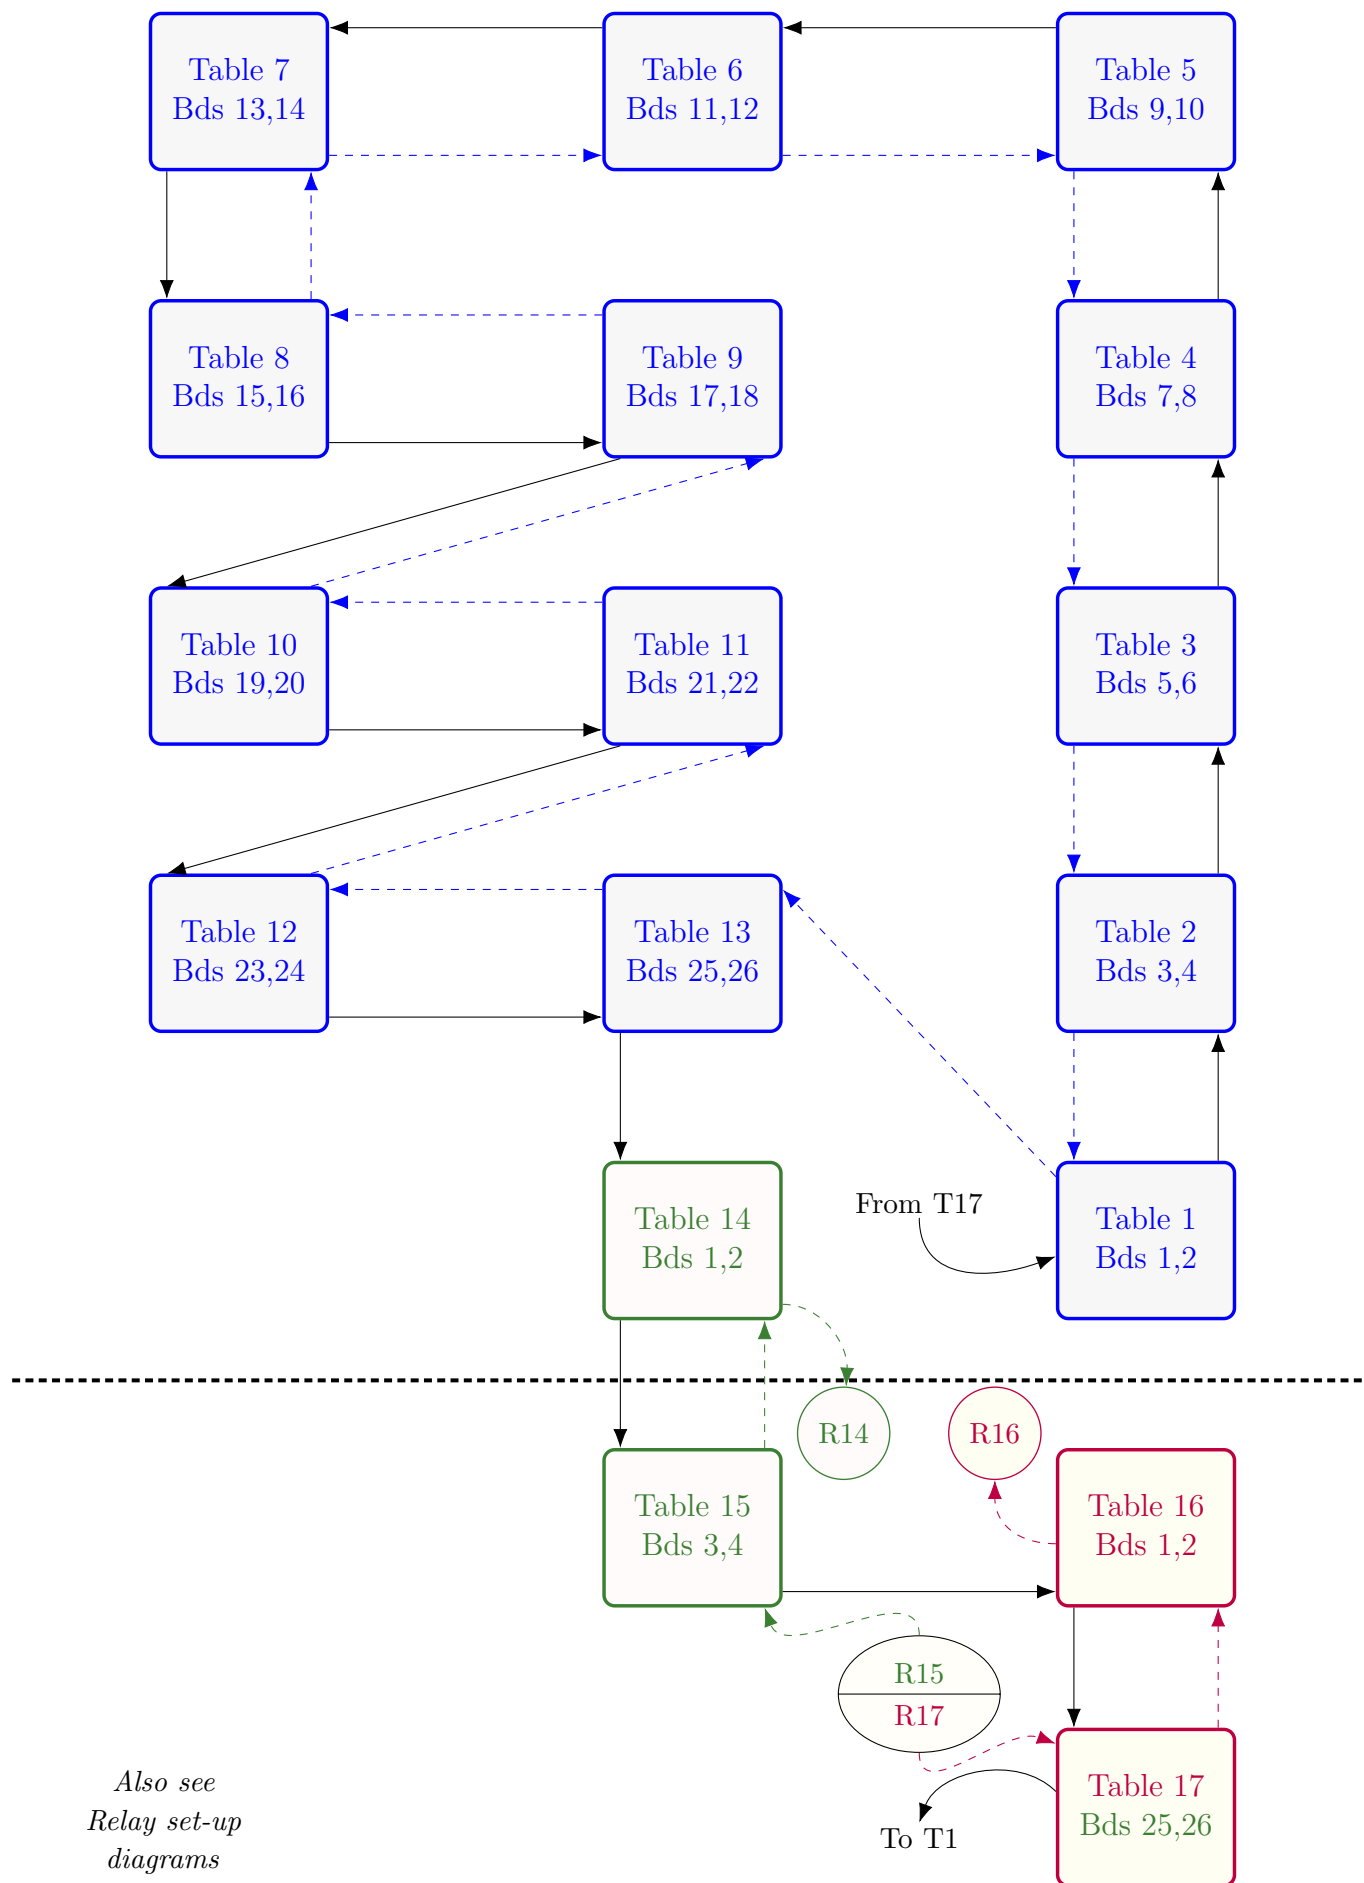 Table 7
Bds 13,14
Table 6
Bds 11,12
Table 5
Bds 9,10
Table 8
Bds 15,16
Table 9
Bds 17,18
Table 4
Bds 7,8
Table 10
Bds 19,20
Table 11
Bds 21,22
Table 3
Bds 5,6
Table 12
Bds 23,24
Table 13
Bds 25,26
Table 2
Bds 3,4
Table 14
Bds 1,2
From T17
Table 1
Bds 1,2
R14
R16
Table 15
Bds 3,4
Table 16
Bds 1,2
R15
R17
Table 17
Bds 25,26
To T1
Also see
Relay set-up
diagrams